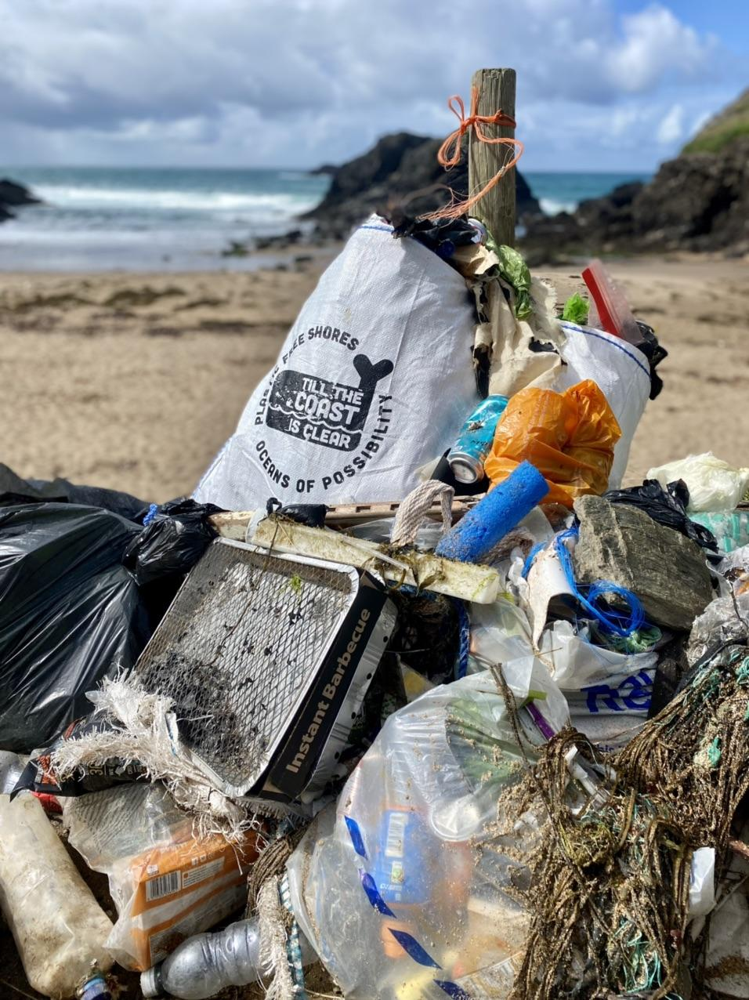 PLASTIC FREE SHORES
TILL THE
COAST
IS CLEAR
OCEANS OF POSSIBILITY
Instant Barbecue